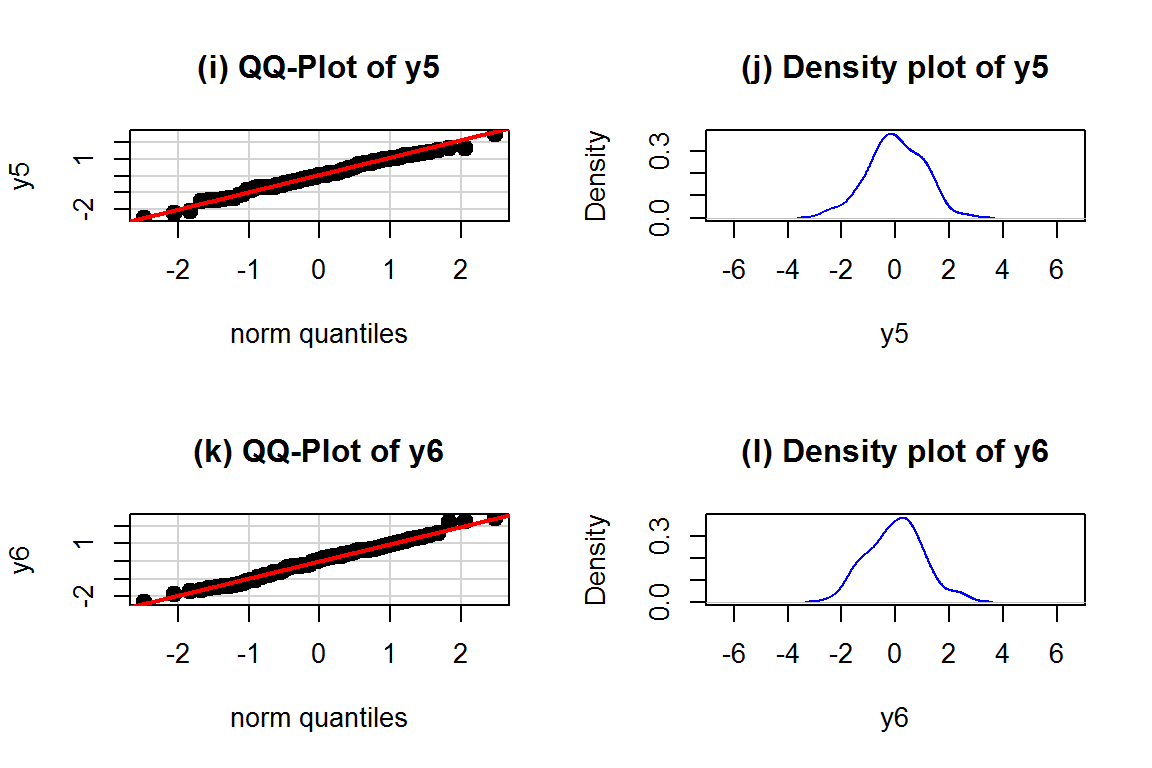 (i) QQ-Plot of y5
y5
1
-2
-2 -1 0 1 2
norm quantiles
(j) Density plot of y5
Density
0.3
0.0
-6 -4 -2 0 2 4 6
y5
(k) QQ-Plot of y6
y6
1
-2
-2 -1 0 1 2
norm quantiles
(l) Density plot of y6
Density
0.3
0.0
-6 -4 -2 0 2 4 6
y6